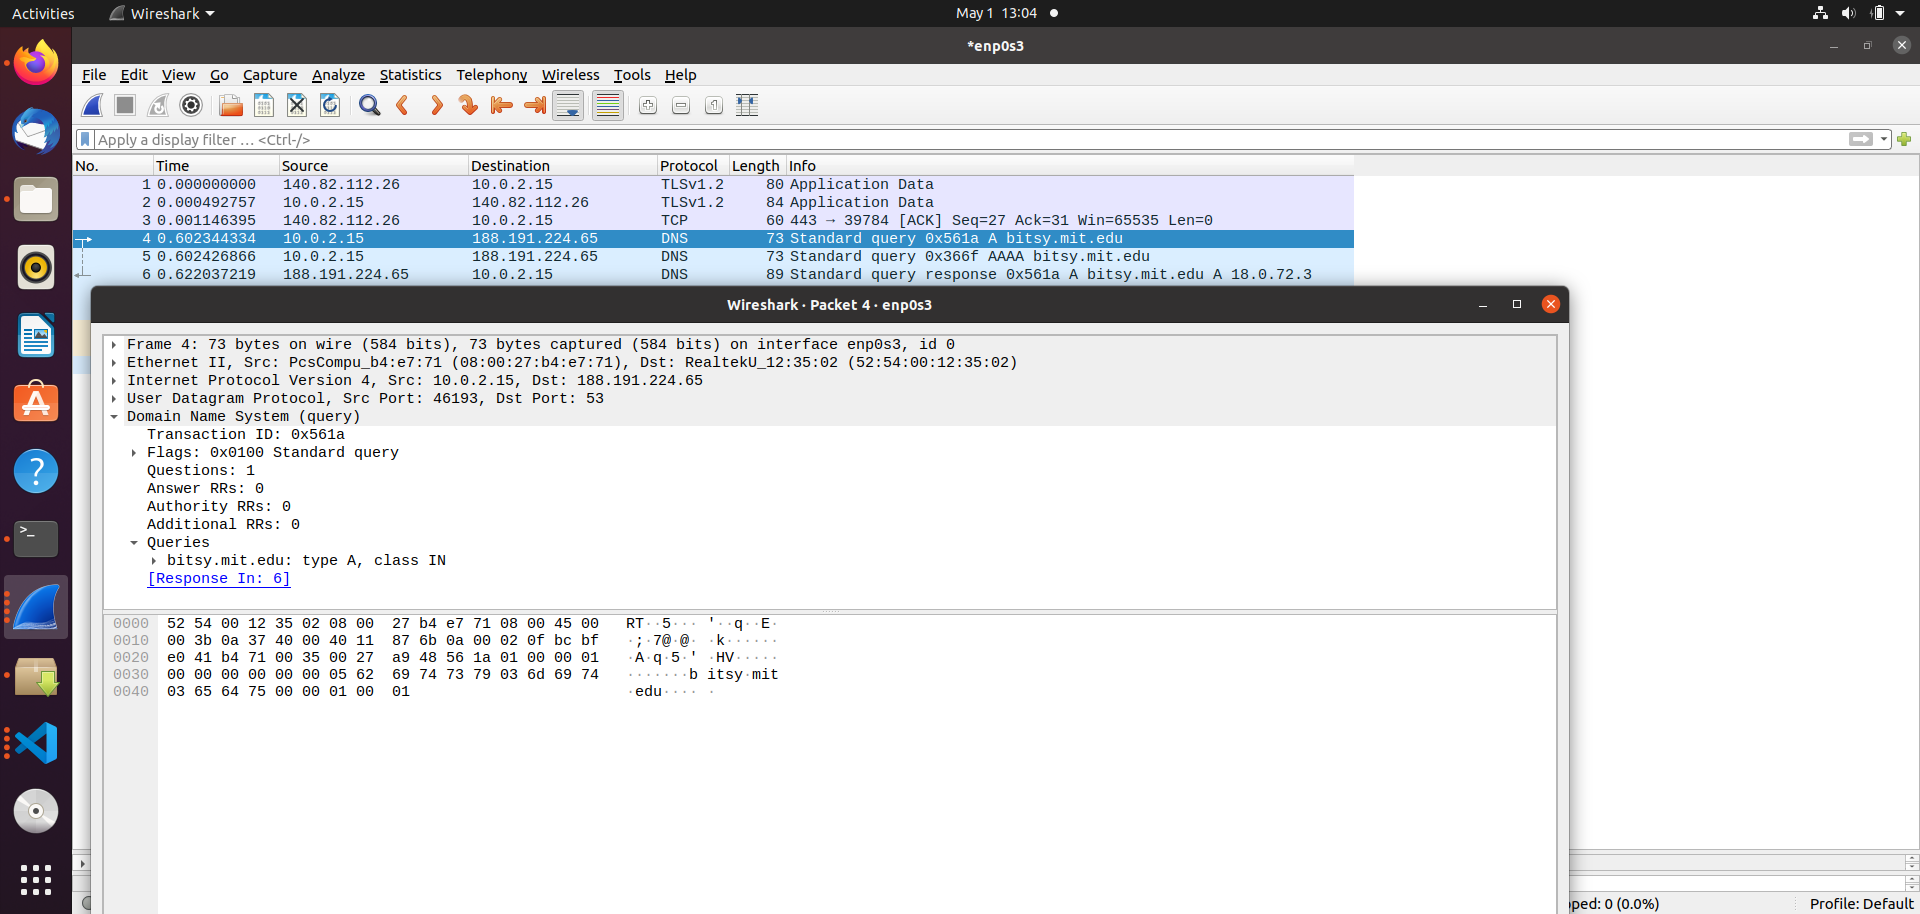 Activities Wireshark May 1 13:04
*enp0s3
File Edit View Go Capture Analyze Statistics Telephony Wireless Tools Help
Apply a display filter … <Ctrl-/>
No. Time Source Destination Protocol Length Info
1 0.000000000 140.82.112.26 10.0.2.15 TLSv1.2 80 Application Data
2 0.000492757 10.0.2.15 140.82.112.26 TLSv1.2 84 Application Data
3 0.001146395 140.82.112.26 10.0.2.15 TCP 60 443 → 39784 [ACK] Seq=27 Ack=31 Win=65535 Len=0
4 0.602344334 10.0.2.15 188.191.224.65 DNS 73 Standard query 0x561a A bitsy.mit.edu
5 0.602426866 10.0.2.15 188.191.224.65 DNS 73 Standard query 0x366f AAAA bitsy.mit.edu
6 0.622037219 188.191.224.65 10.0.2.15 DNS 89 Standard query response 0x561a A bitsy.mit.edu A 18.0.72.3
Wireshark · Packet 4 · enp0s3
Frame 4: 73 bytes on wire (584 bits), 73 bytes captured (584 bits) on interface enp0s3, id 0
Ethernet II, Src: PcsCompu_b4:e7:71 (08:00:27:b4:e7:71), Dst: RealtekU_12:35:02 (52:54:00:12:35:02)
Internet Protocol Version 4, Src: 10.0.2.15, Dst: 188.191.224.65
User Datagram Protocol, Src Port: 46193, Dst Port: 53
Domain Name System (query)
Transaction ID: 0x561a
Flags: 0x0100 Standard query
Questions: 1
Answer RRs: 0
Authority RRs: 0
Additional RRs: 0
Queries
bitsy.mit.edu: type A, class IN
[Response In: 6]
0000 52 54 00 12 35 02 08 00 27 b4 e7 71 08 00 45 00 RT··5··· '··q··E·
0010 00 3b 0a 37 40 00 40 11 87 6b 0a 00 02 0f bc bf ·;·7@·@· ·k······
0020 e0 41 b4 71 00 35 00 27 a9 48 56 1a 01 00 00 01 ·A·q·5·' ·HV·····
0030 00 00 00 00 00 00 05 62 69 74 73 79 03 6d 69 74 ·······b itsy·mit
0040 03 65 64 75 00 00 01 00 01 ·edu···· ·
pped: 0 (0.0%) Profile: Default